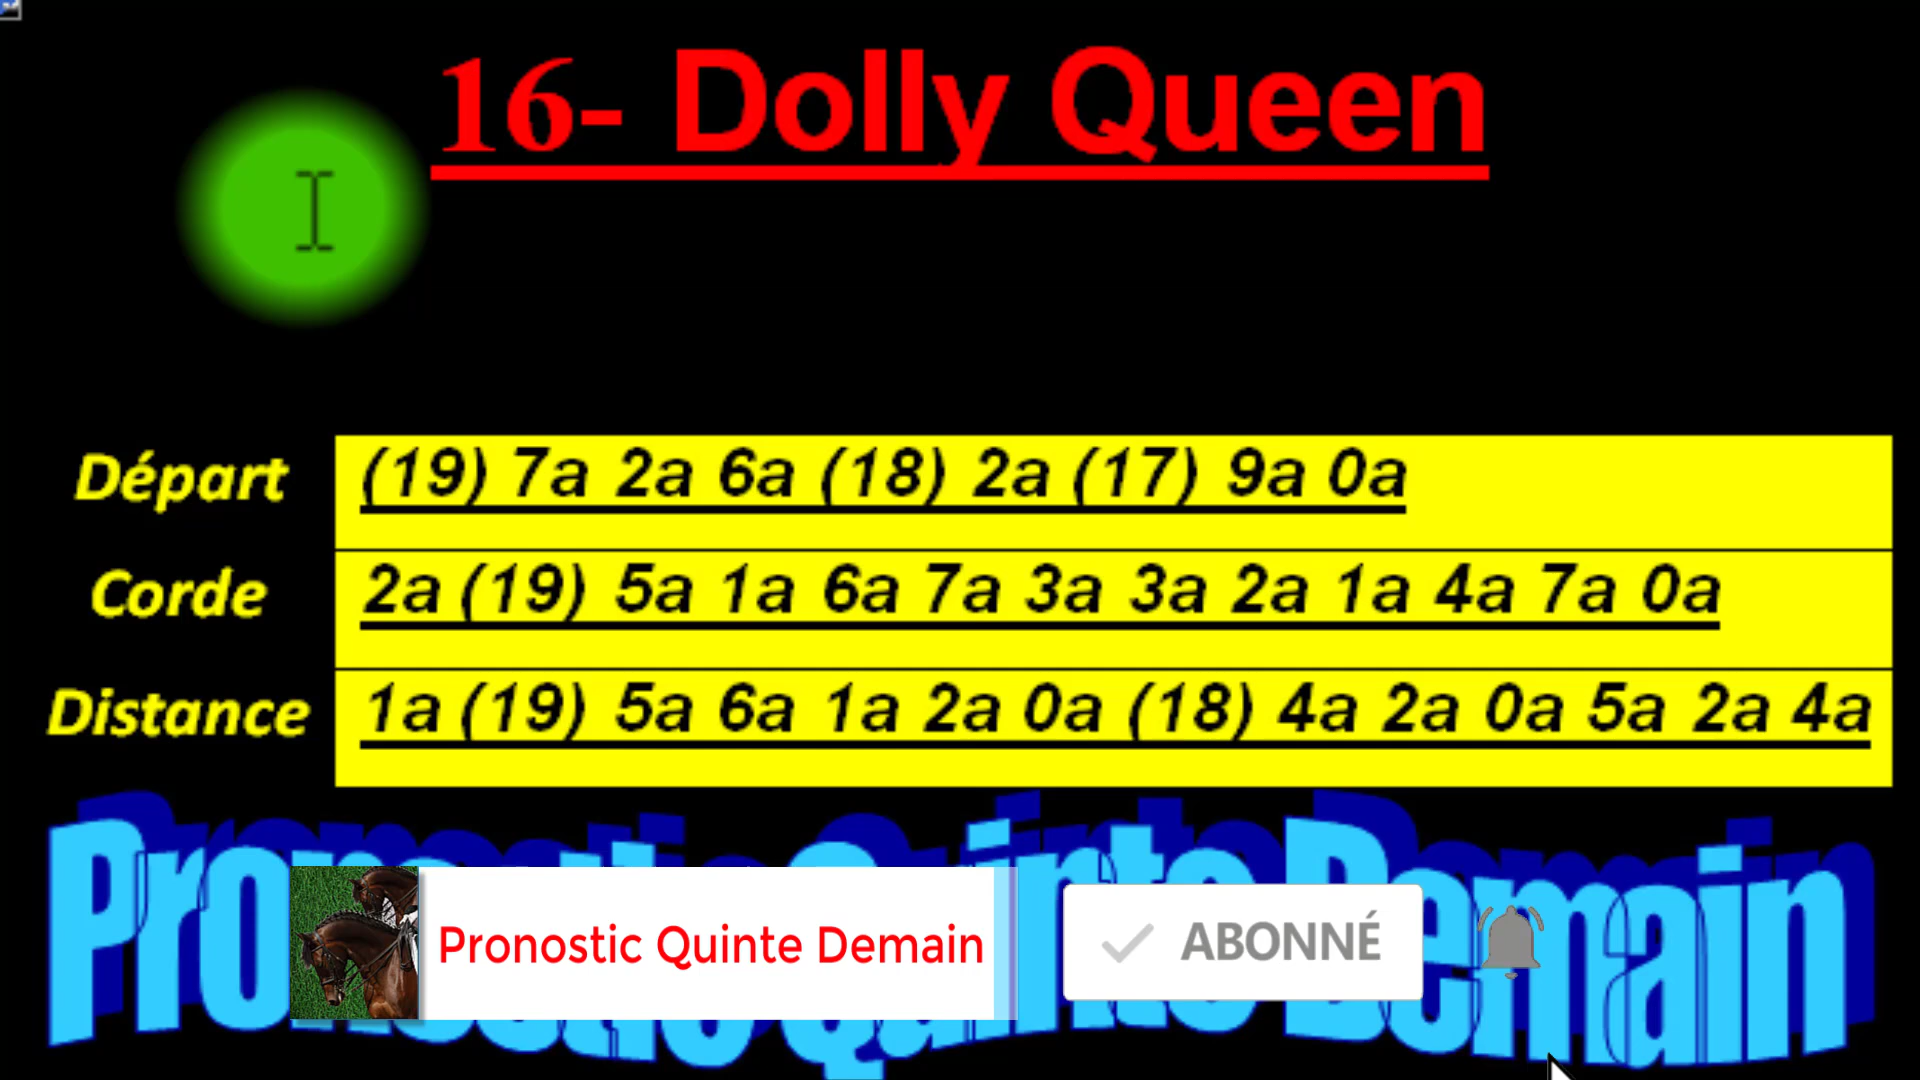 16- Dolly Queen
Départ (19) 7a 2a 6a (18) 2a (17) 9a 0a
Corde 2a (19) 5a 1a 6a 7a 3a 3a 2a 1a 4a 7a 0a
Distance 1a (19) 5a 6a 1a 2a 0a (18) 4a 2a 0a 5a 2a 4a
Pronostic Quinte Demain
Pronostic Quinte Demain ABONNÉ